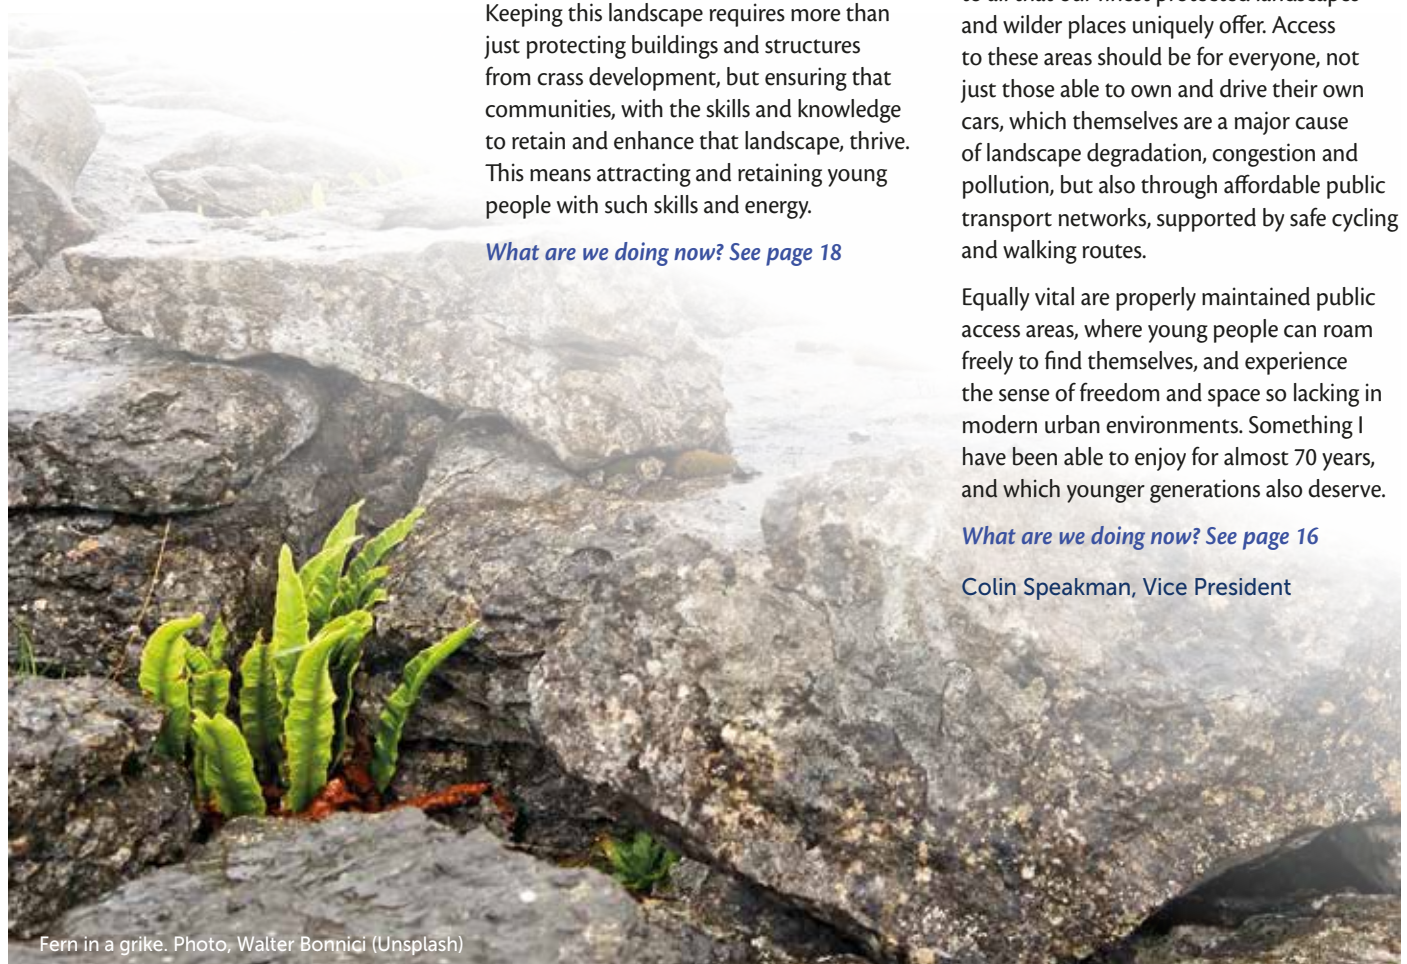 Keeping this landscape requires more than
just protecting buildings and structures
from crass development, but ensuring that
communities, with the skills and knowledge
to retain and enhance that landscape, thrive.
This means attracting and retaining young
people with such skills and energy.
What are we doing now? See page 18
to all that our finest protected landscapes
and wilder places uniquely offer. Access
to these areas should be for everyone, not
just those able to own and drive their own
cars, which themselves are a major cause
of landscape degradation, congestion and
pollution, but also through affordable public
transport networks, supported by safe cycling
and walking routes.
Equally vital are properly maintained public
access areas, where young people can roam
freely to find themselves, and experience
the sense of freedom and space so lacking in
modern urban environments. Something I
have been able to enjoy for almost 70 years,
and which younger generations also deserve.
What are we doing now? See page 16
Colin Speakman, Vice President
Fern in a grike. Photo, Walter Bonnici (Unsplash)